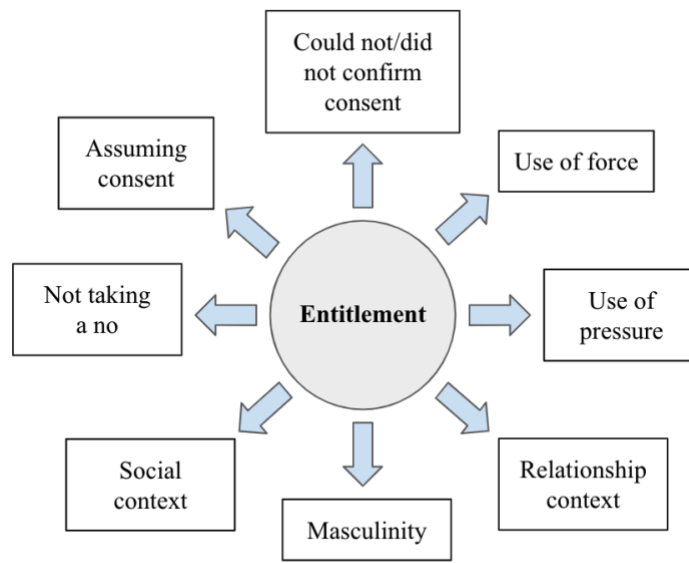 Could not/did
not confirm
consent
Assuming
consent
Use of force
Not taking
a no
Entitlement
Use of
pressure
Social
context
Masculinity
Relationship
context